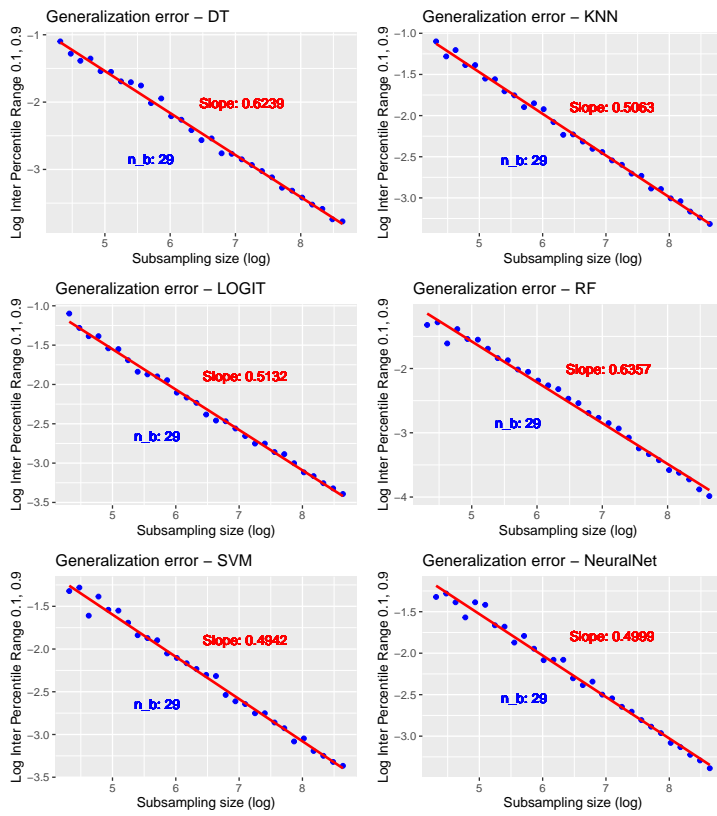 Generalization error − DT
Log Inter Percentile Range 0.1, 0.9
−1
−2
−3
Slope: 0.6239
n_b: 29
5
6
7
8
Subsampling size (log)
Generalization error − KNN
Log Inter Percentile Range 0.1, 0.9
−1.0
−1.5
−2.0
−2.5
−3.0
Slope: 0.5063
n_b: 29
5
6
7
8
Subsampling size (log)
Generalization error − LOGIT
Log Inter Percentile Range 0.1, 0.9
−1.0
−1.5
−2.0
−2.5
−3.0
−3.5
Slope: 0.5132
n_b: 29
5
6
7
8
Subsampling size (log)
Generalization error − RF
Log Inter Percentile Range 0.1, 0.9
−2
−3
−4
Slope: 0.6357
n_b: 29
5
6
7
8
Subsampling size (log)
Generalization error − SVM
Log Inter Percentile Range 0.1, 0.9
−1.5
−2.0
−2.5
−3.0
−3.5
Slope: 0.4942
n_b: 29
5
6
7
8
Subsampling size (log)
Generalization error − NeuralNet
Log Inter Percentile Range 0.1, 0.9
−1.5
−2.0
−2.5
−3.0
Slope: 0.4999
n_b: 29
5
6
7
8
Subsampling size (log)